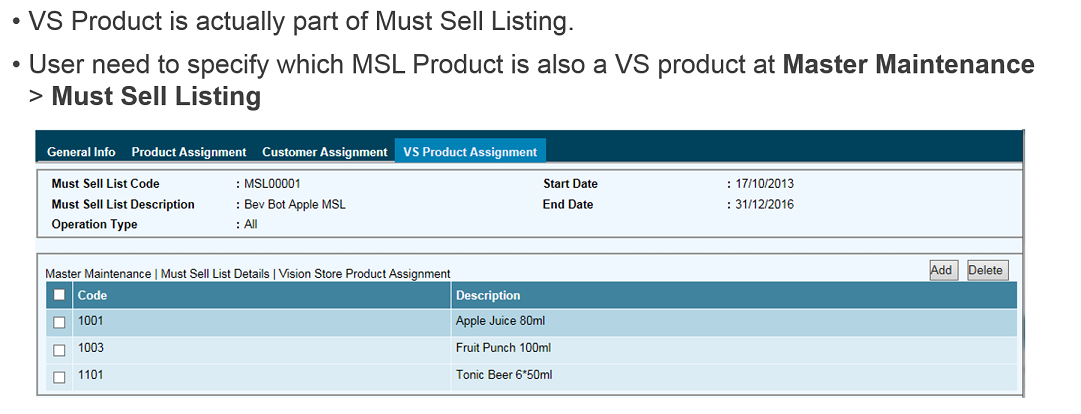 • VS Product is actually part of Must Sell Listing.
• User need to specify which MSL Product is also a VS product at Master Maintenance
> Must Sell Listing
General Info Product Assignment Customer Assignment VS Product Assignment
Must Sell List Code : MSL00001 Start Date : 17/10/2013
Must Sell List Description : Bev Bot Apple MSL End Date : 31/12/2016
Operation Type : All
Master Maintenance | Must Sell List Details | Vision Store Product Assignment Add Delete
Code Description
1001 Apple Juice 80ml
1003 Fruit Punch 100ml
1101 Tonic Beer 6*50ml